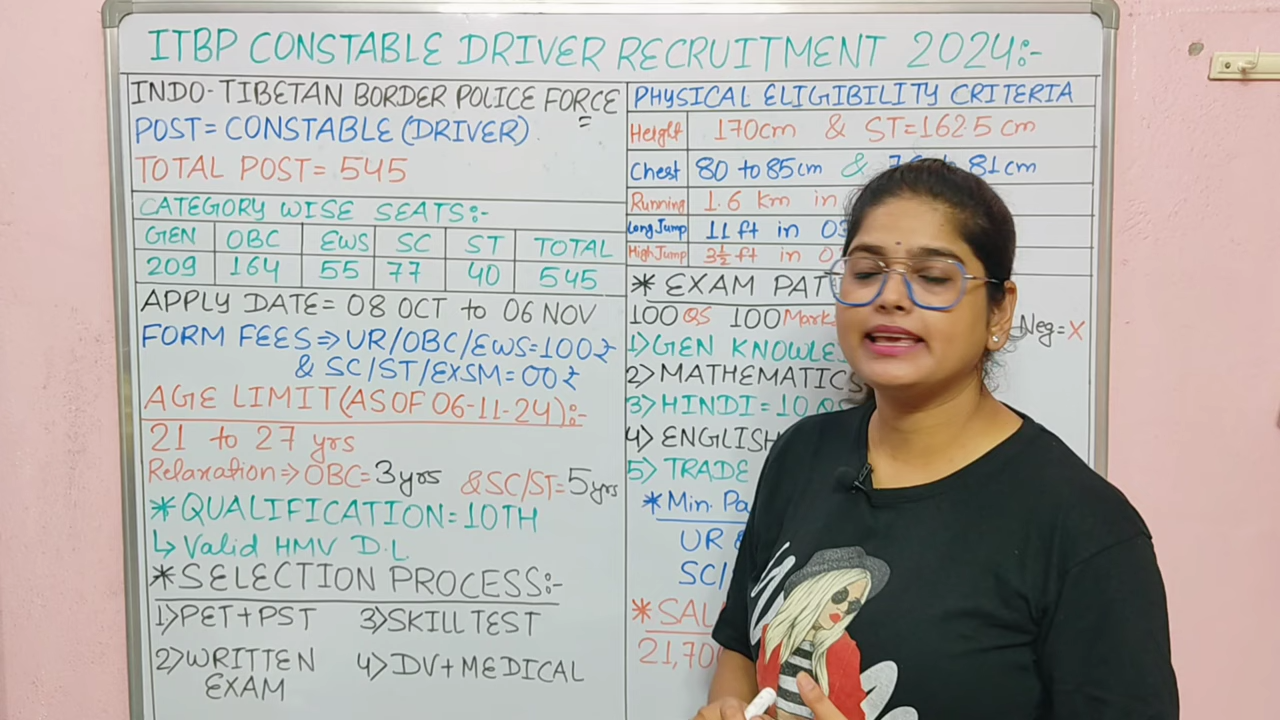 ITBP CONSTABLE DRIVER RECRUITMENT 2024:-
INDO-TIBETAN BORDER POLICE FORCE
POST = CONSTABLE (DRIVER)
TOTAL POST = 545
CATEGORY WISE SEATS:-
GEN OBC EWS SC ST TOTAL
209 164 55 77 40 545
APPLY DATE = 08 OCT to 06 NOV
FORM FEES ⇒ UR/OBC/EWS = 100₹
& SC/ST/EXSM = 00₹
AGE LIMIT (AS OF 06-11-24):-
21 to 27 yrs
Relaxation ⇒ OBC = 3yrs & SC/ST = 5yrs
* QUALIFICATION = 10TH
↳ Valid HMV D.L
* SELECTION PROCESS:-
1) PET + PST 3) SKILL TEST
2) WRITTEN EXAM 4) DV + MEDICAL
PHYSICAL ELIGIBILITY CRITERIA
Height 170cm & ST = 162.5 cm
Chest 80 to 85cm & 81cm
Running 1.6 Km in
Long Jump 11 ft in
High Jump 3½ ft in
* EXAM
100 QS 100 Marks Neg = X
1) GEN
2) MATHEMATICS
3) HINDI = 10
4) ENGLISH
5) TRADE
* Min.
UR
SC/
*